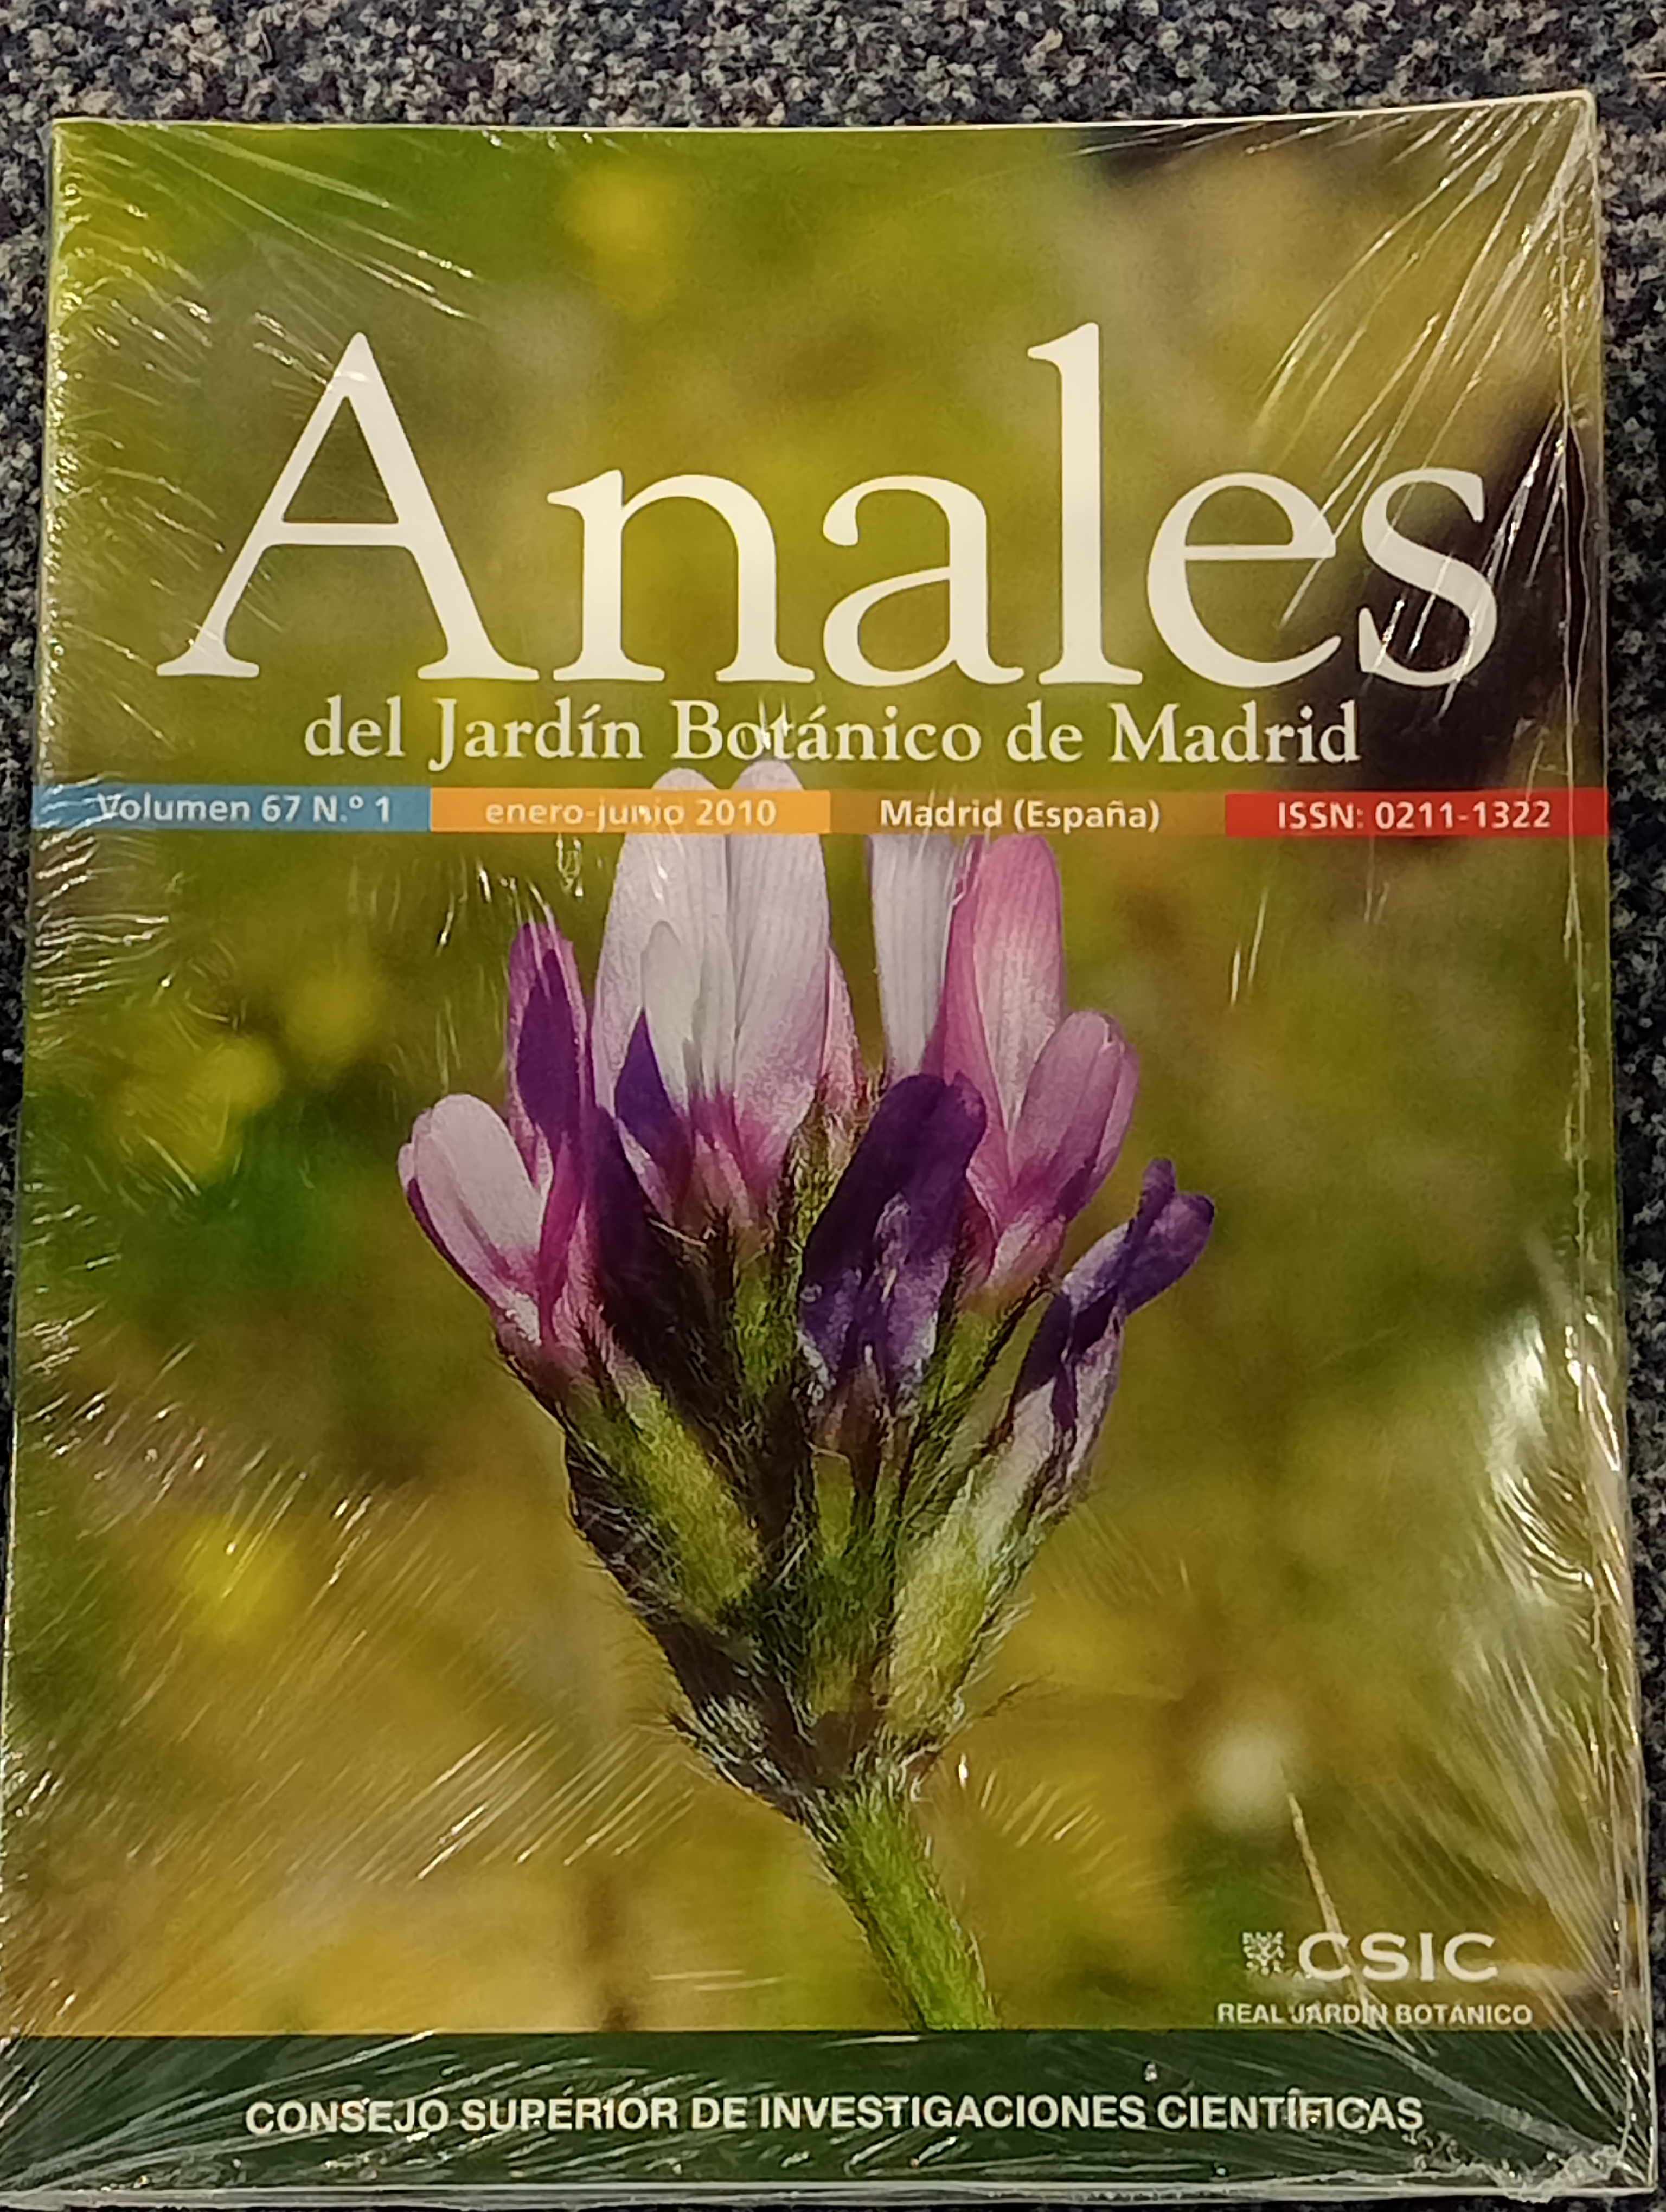 Anales
del Jardín Botánico de Madrid
Volumen 67 N.º 1 enero-junio 2010 Madrid (España) ISSN: 0211-1322
CSIC
REAL JARDÍN BOTÁNICO
CONSEJO SUPERIOR DE INVESTIGACIONES CIENTÍFICAS